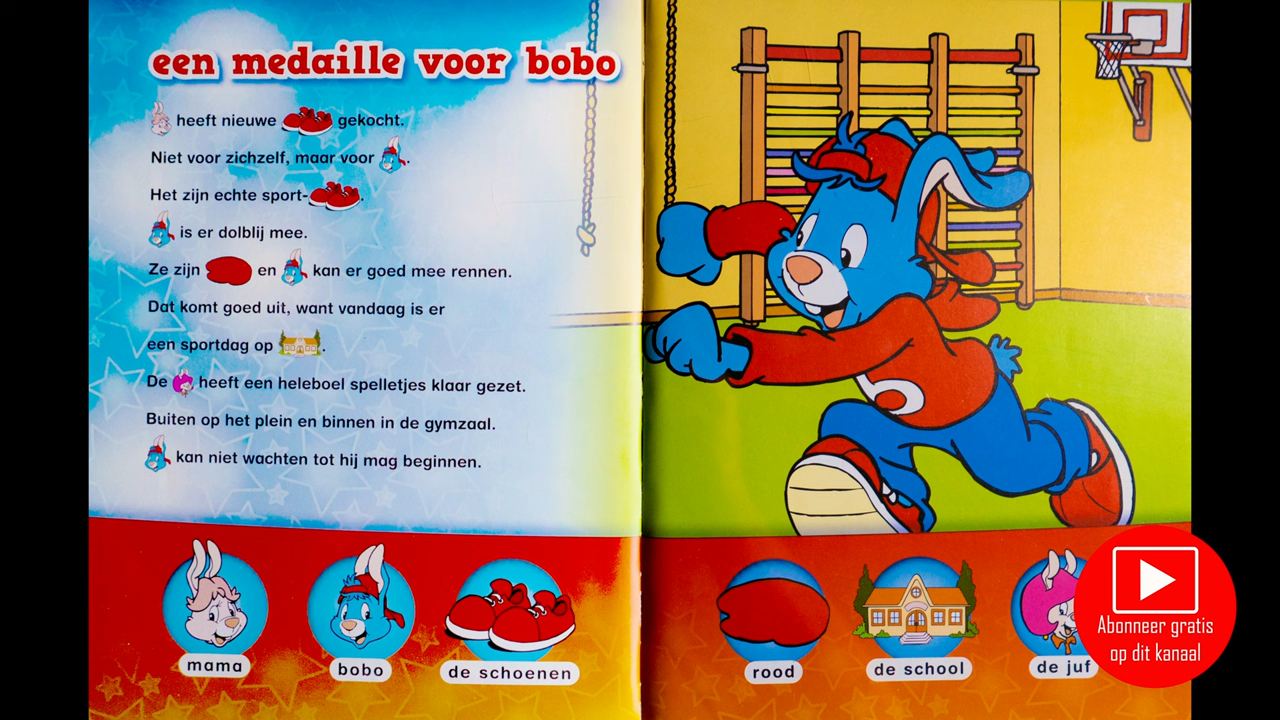 een medaille voor bobo
heeft nieuwe gekocht.
Niet voor zichzelf, maar voor .
Het zijn echte sport- .
is er dolblij mee.
Ze zijn en kan er goed mee rennen.
Dat komt goed uit, want vandaag is er
een sportdag op .
De heeft een heleboel spelletjes klaar gezet.
Buiten op het plein en binnen in de gymzaal.
kan niet wachten tot hij mag beginnen.
mama
bobo
de schoenen
rood
de school
de juf
Abonneer gratis
op dit kanaal